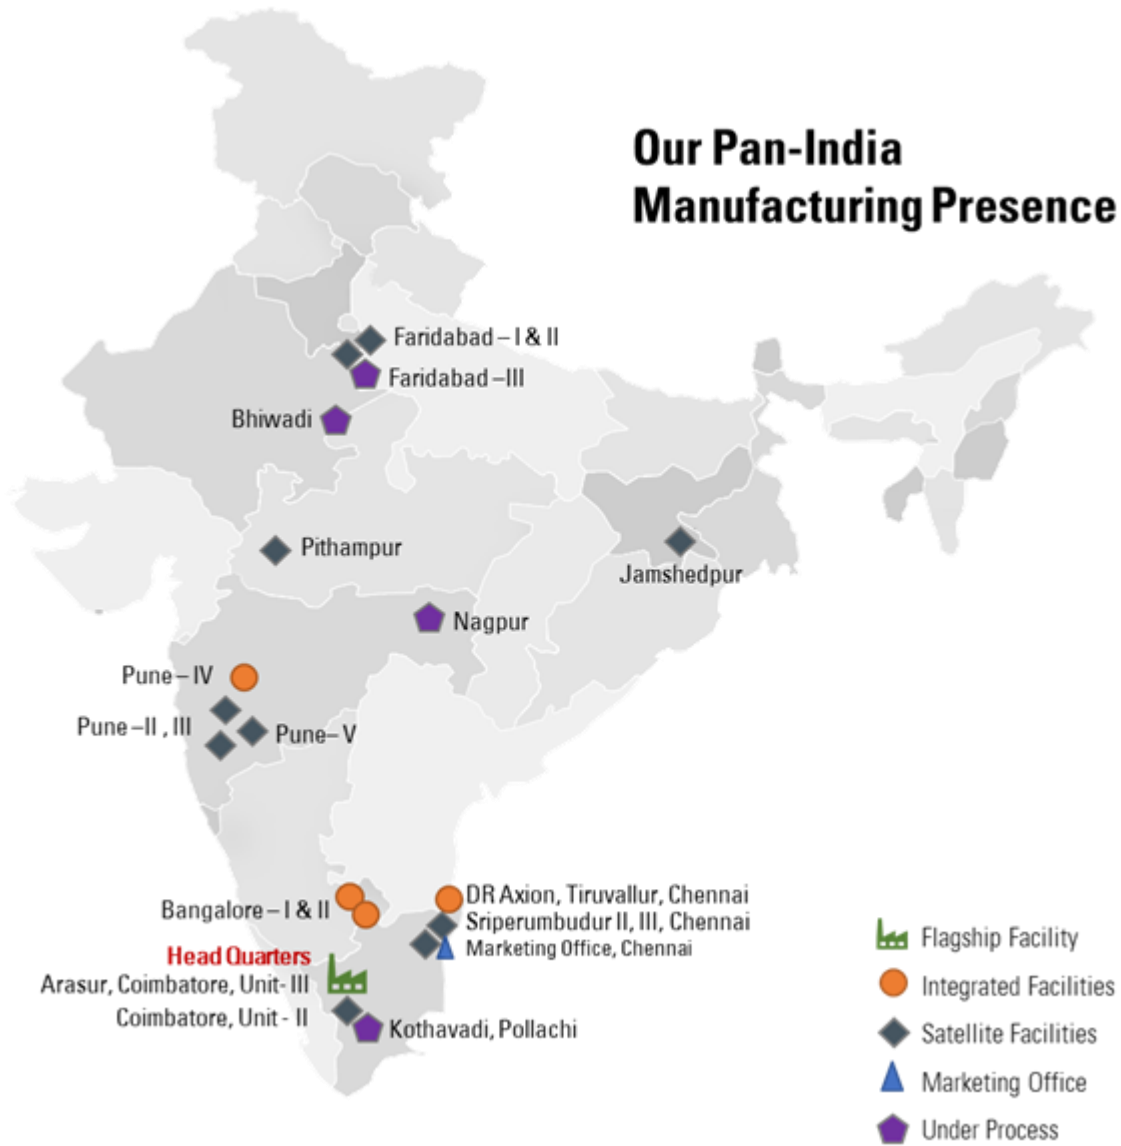 Our Pan-India
Manufacturing Presence
Faridabad – I & II
Faridabad –III
Bhiwadi
Pithampur
Jamshedpur
Nagpur
Pune – IV
Pune –II , III
Pune– V
DR Axion, Tiruvallur, Chennai
Bangalore – I & II
Sriperumbudur II, III, Chennai
Marketing Office, Chennai
Head Quarters
Arasur, Coimbatore, Unit- III
Coimbatore, Unit - II
Kothavadi, Pollachi
Flagship Facility
Integrated Facilities
Satellite Facilities
Marketing Office
Under Process